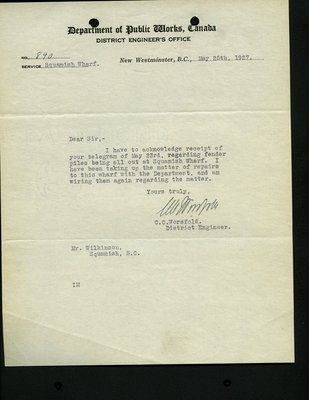 Department of Public Works, Canada
DISTRICT ENGINEER'S OFFICE
NO. 890
SERVICE Squamish Wharf.
New Westminster, B.C., May 25th, 1927.
Dear Sir,-
I have to acknowledge receipt of
your telegram of May 23rd, regarding fender
piles being all out at Squamish Wharf. I
have been taking up the matter of repairs
to this wharf with the Department, and am
wiring them again regarding the matter.
Yours truly,
C.C.Worsfold.
District Engineer.
Mr. Wilkinson,
Squamish, B.C.